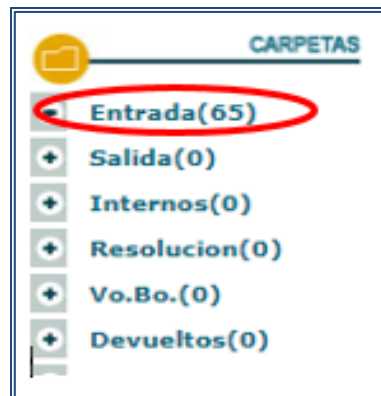 CARPETAS
Entrada(65)
Salida(0)
Internos(0)
Resolucion(0)
Vo.Bo.(0)
Devueltos(0)